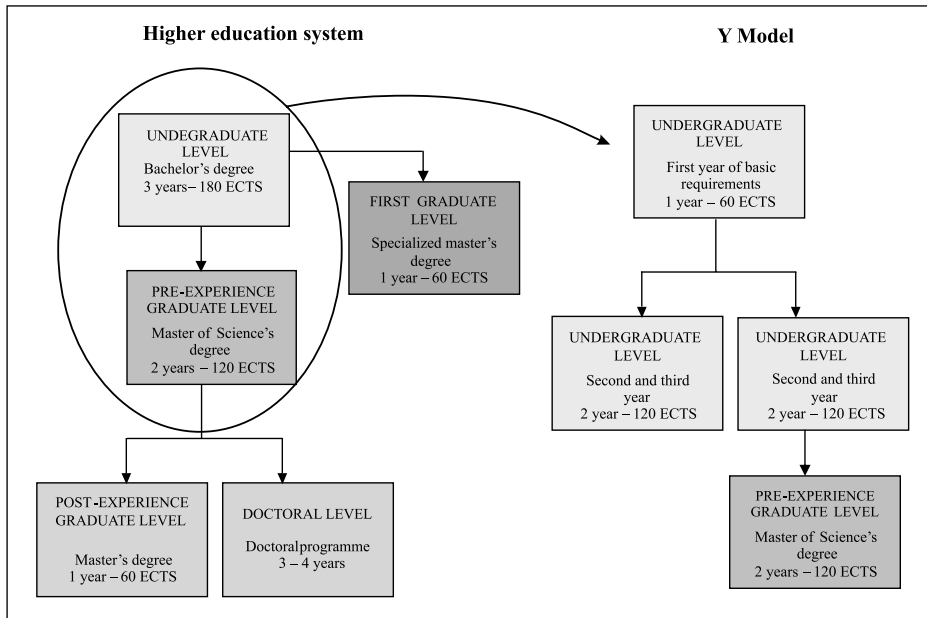 Higher education system
UNDEGRADUATE
LEVEL
Bachelor's degree
3 years – 180 ECTS
FIRST GRADUATE
LEVEL
Specialized master's
degree
1 year – 60 ECTS
PRE-EXPERIENCE
GRADUATE LEVEL
Master of Science's
degree
2 years – 120 ECTS
POST-EXPERIENCE
GRADUATE LEVEL
Master's degree
1 year – 60 ECTS
DOCTORAL LEVEL
Doctoralprogramme
3 – 4 years
Y Model
UNDERGRADUATE
LEVEL
First year of basic
requirements
1 year – 60 ECTS
UNDERGRADUATE
LEVEL
Second and third
year
2 year – 120 ECTS
UNDERGRADUATE
LEVEL
Second and third
year
2 year – 120 ECTS
PRE-EXPERIENCE
GRADUATE LEVEL
Master of Science's
degree
2 years – 120 ECTS